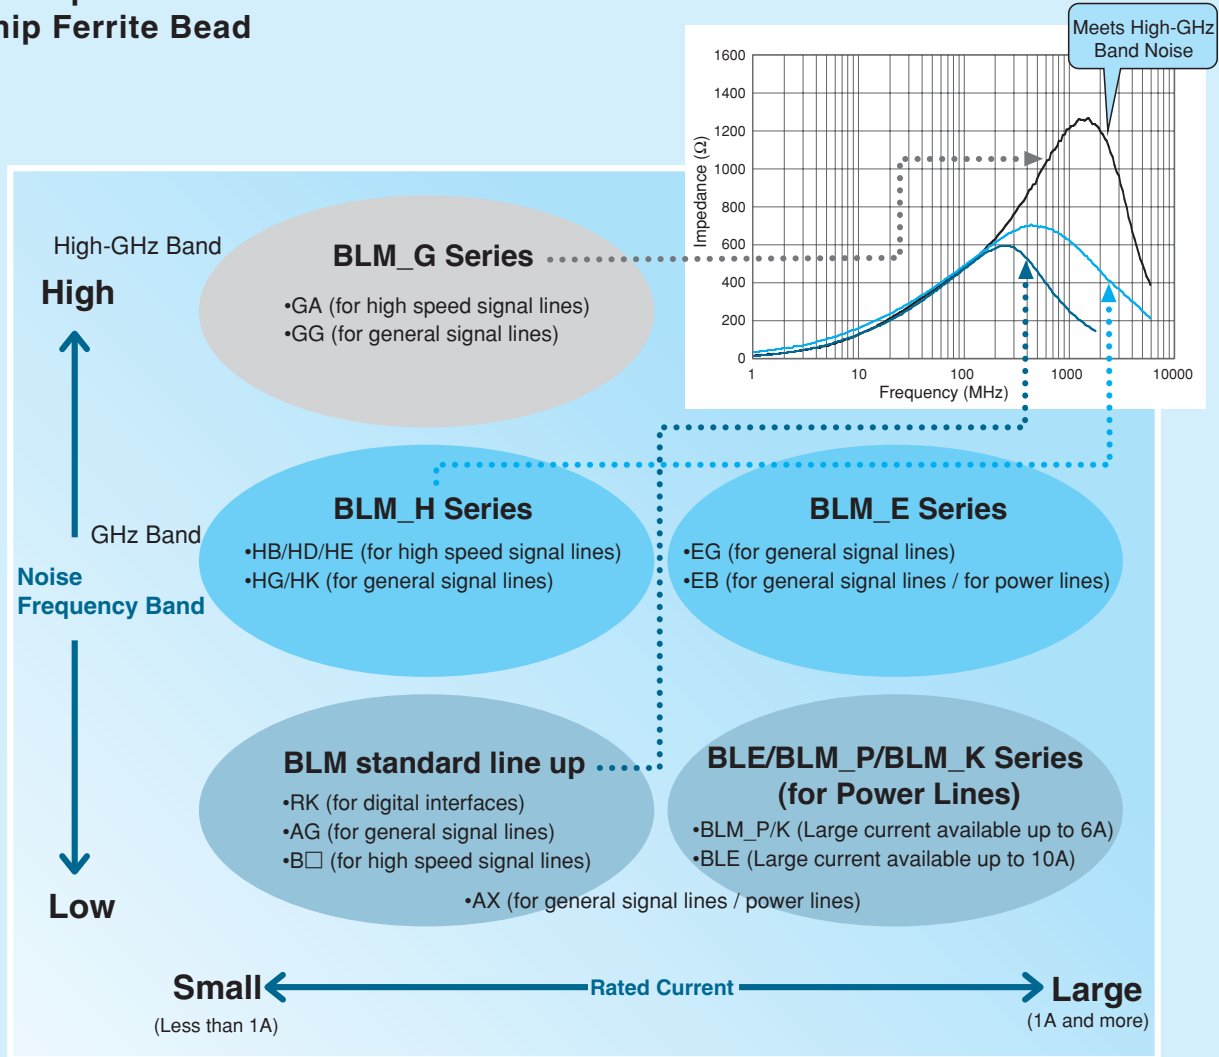 hip Ferrite Bead
Meets High-GHz
Band Noise
1600
1400
1200
1000
800
600
400
200
0
Impedance (Ω)
1
10
100
1000
10000
Frequency (MHz)
High-GHz Band
High
BLM_G Series
•GA (for high speed signal lines)
•GG (for general signal lines)
GHz Band
Noise
Frequency Band
BLM_H Series
•HB/HD/HE (for high speed signal lines)
•HG/HK (for general signal lines)
BLM_E Series
•EG (for general signal lines)
•EB (for general signal lines / for power lines)
BLM standard line up
•RK (for digital interfaces)
•AG (for general signal lines)
•B□ (for high speed signal lines)
BLE/BLM_P/BLM_K Series
(for Power Lines)
•BLM_P/K (Large current available up to 6A)
•BLE (Large current available up to 10A)
•AX (for general signal lines / power lines)
Low
Small
(Less than 1A)
Rated Current
Large
(1A and more)